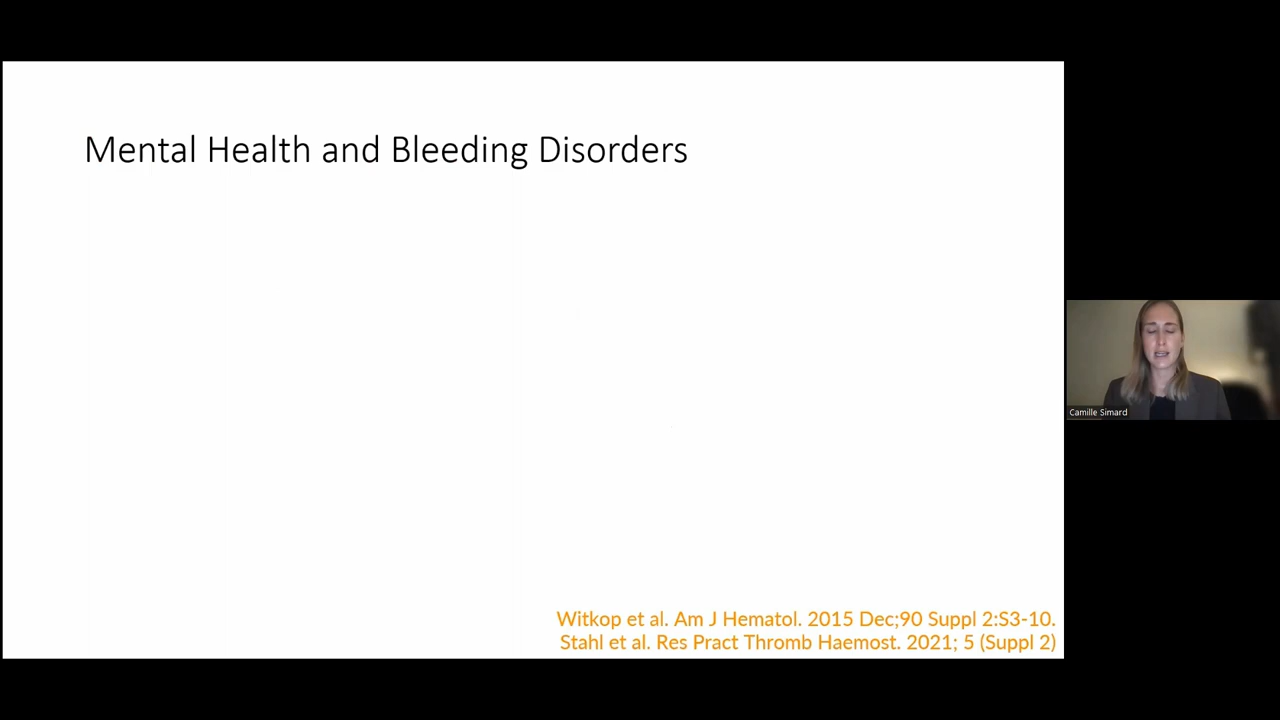 Mental Health and Bleeding Disorders
Camille Simard
Witkop et al. Am J Hematol. 2015 Dec;90 Suppl 2:S3-10.
Stahl et al. Res Pract Thromb Haemost. 2021; 5 (Suppl 2)